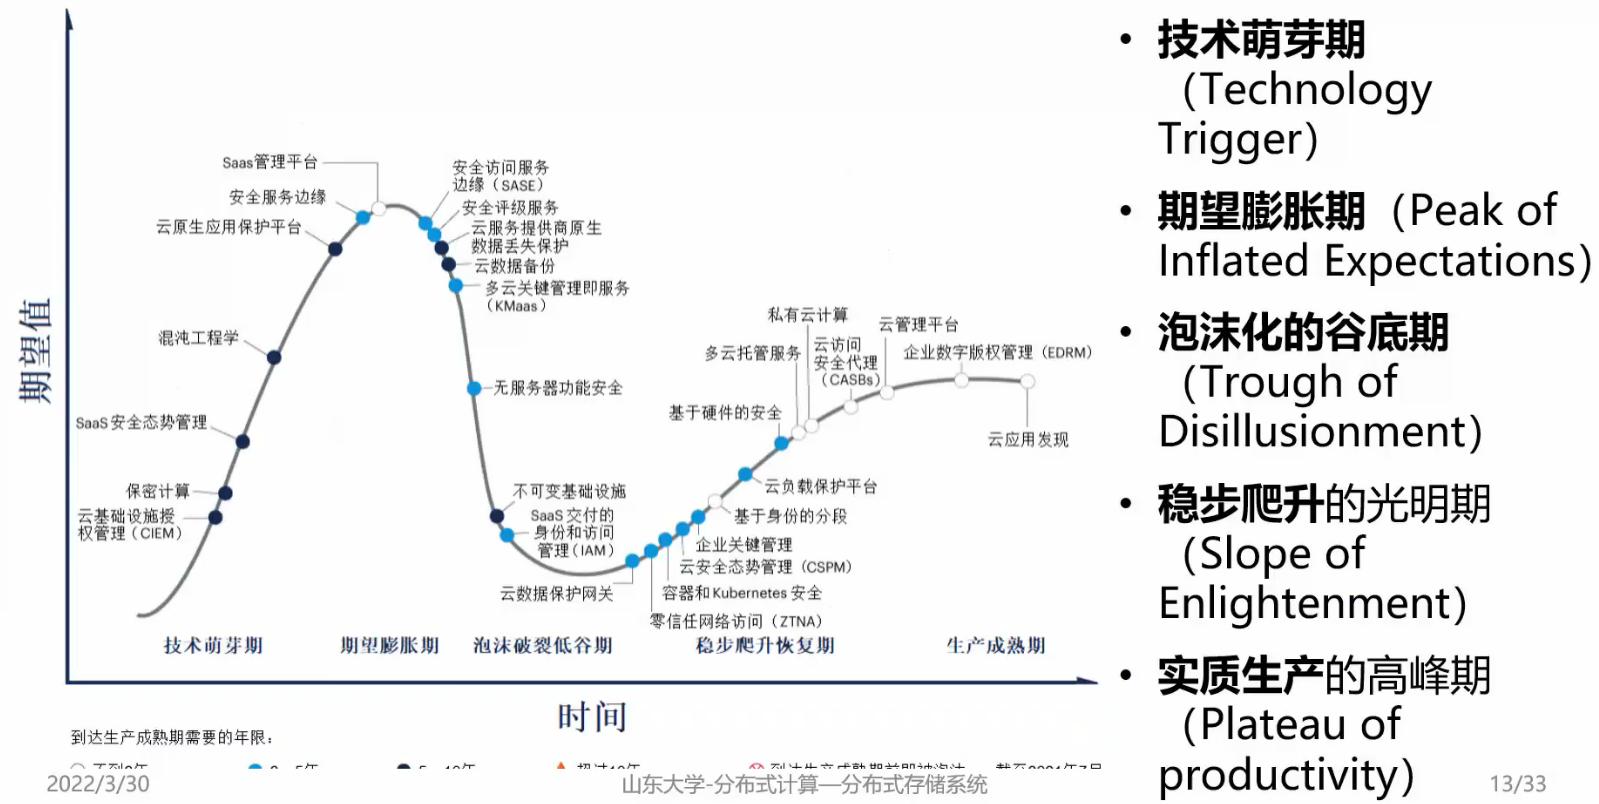 Saas管理平台
安全服务边缘
云原生应用保护平台
混沌工程学
SaaS安全态势管理
保密计算
云基础设施授
权管理（CIEM）
安全访问服务
边缘（SASE）
安全评级服务
云服务提供商原生
数据丢失保护
云数据备份
多云关键管理即服务
（KMaas）
无服务器功能安全
不可变基础设施
SaaS交付的
身份和访问
管理（IAM）
云数据保护网关
零信任网络访问（ZTNA）
容器和Kubernetes安全
云安全态势管理（CSPM）
企业关键管理
基于身份的分段
云负载保护平台
基于硬件的安全
多云托管服务
私有云计算
云访问
安全代理
（CASBs）
云管理平台
企业数字版权管理（EDRM）
云应用发现
期望值
技术萌芽期
期望膨胀期
泡沫破裂低谷期
稳步爬升恢复期
生产成熟期
时间
到达生产成熟期需要的年限：
• 技术萌芽期
（Technology
Trigger）
• 期望膨胀期（Peak of
Inflated Expectations）
• 泡沫化的谷底期
（Trough of
Disillusionment）
• 稳步爬升的光明期
（Slope of
Enlightenment）
• 实质生产的高峰期
（Plateau of
productivity）
2022/3/30
山东大学-分布式计算—分布式存储系统
13/33